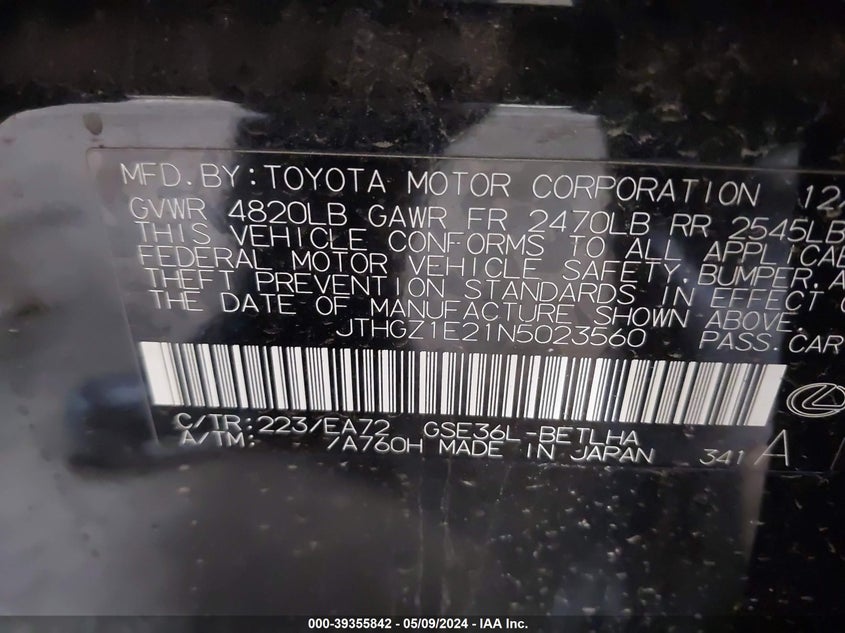 MFD. BY: TOYOTA MOTOR CORPORATION 12/
GVWR 4820LB GAWR FR 2470LB RR 2545LB
THIS VEHICLE CONFORMS TO ALL APPLICAB
FEDERAL MOTOR VEHICLE SAFETY, BUMPER, A
THEFT PREVENTION STANDARDS IN EFFECT O
THE DATE OF MANUFACTURE SHOWN ABOVE.
JTHGZ1E21N5023560 PASS. CAR
C/TR: 223/EA72 GSE36L-BETLHA
A/TM: /A760H MADE IN JAPAN 341 A
000-39355842 - 05/09/2024 - IAA Inc.